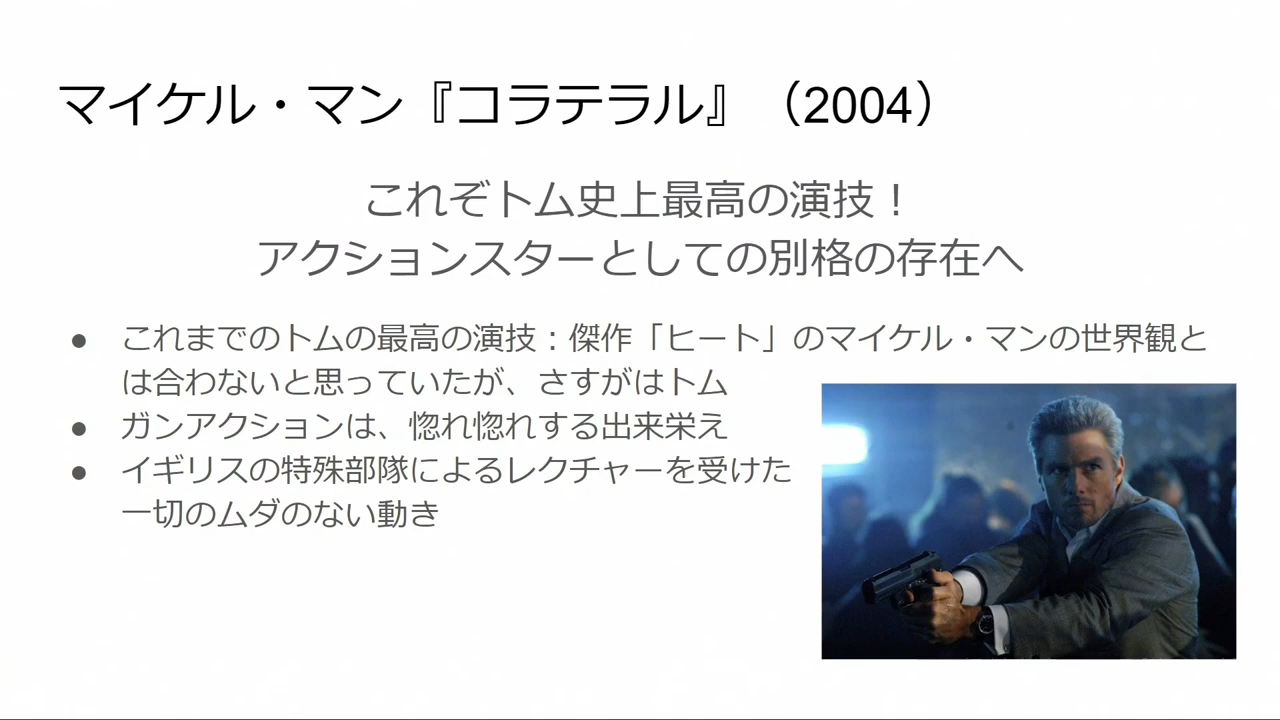 マイケル・マン『コラテラル』（2004）
これぞトム史上最高の演技！
アクションスターとしての別格の存在へ
● これまでのトムの最高の演技：傑作「ヒート」のマイケル・マンの世界観と
は合わないと思っていたが、さすがはトム
● ガンアクションは、惚れ惚れする出来栄え
● イギリスの特殊部隊によるレクチャーを受けた
一切のムダのない動き